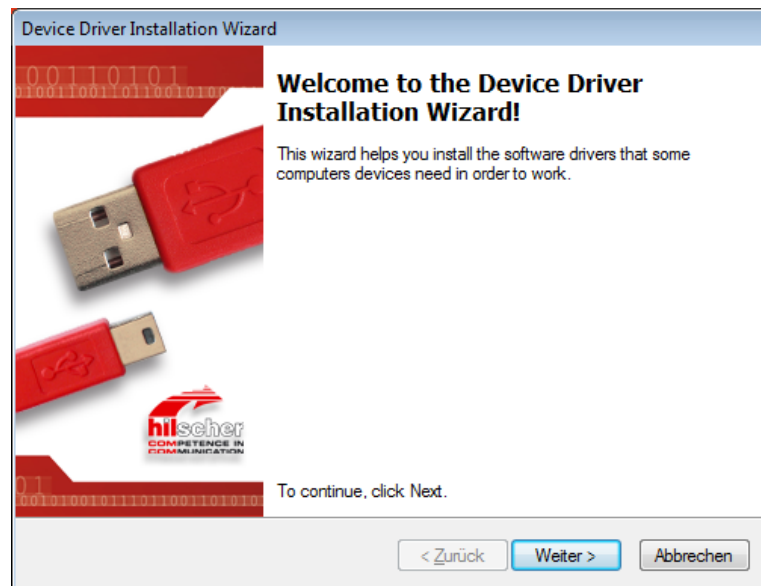 Device Driver Installation Wizard
Welcome to the Device Driver
Installation Wizard!
This wizard helps you install the software drivers that some
computers devices need in order to work.
hilscher
COMPETENCE IN
COMMUNICATION
To continue, click Next.
< Zurück
Weiter >
Abbrechen